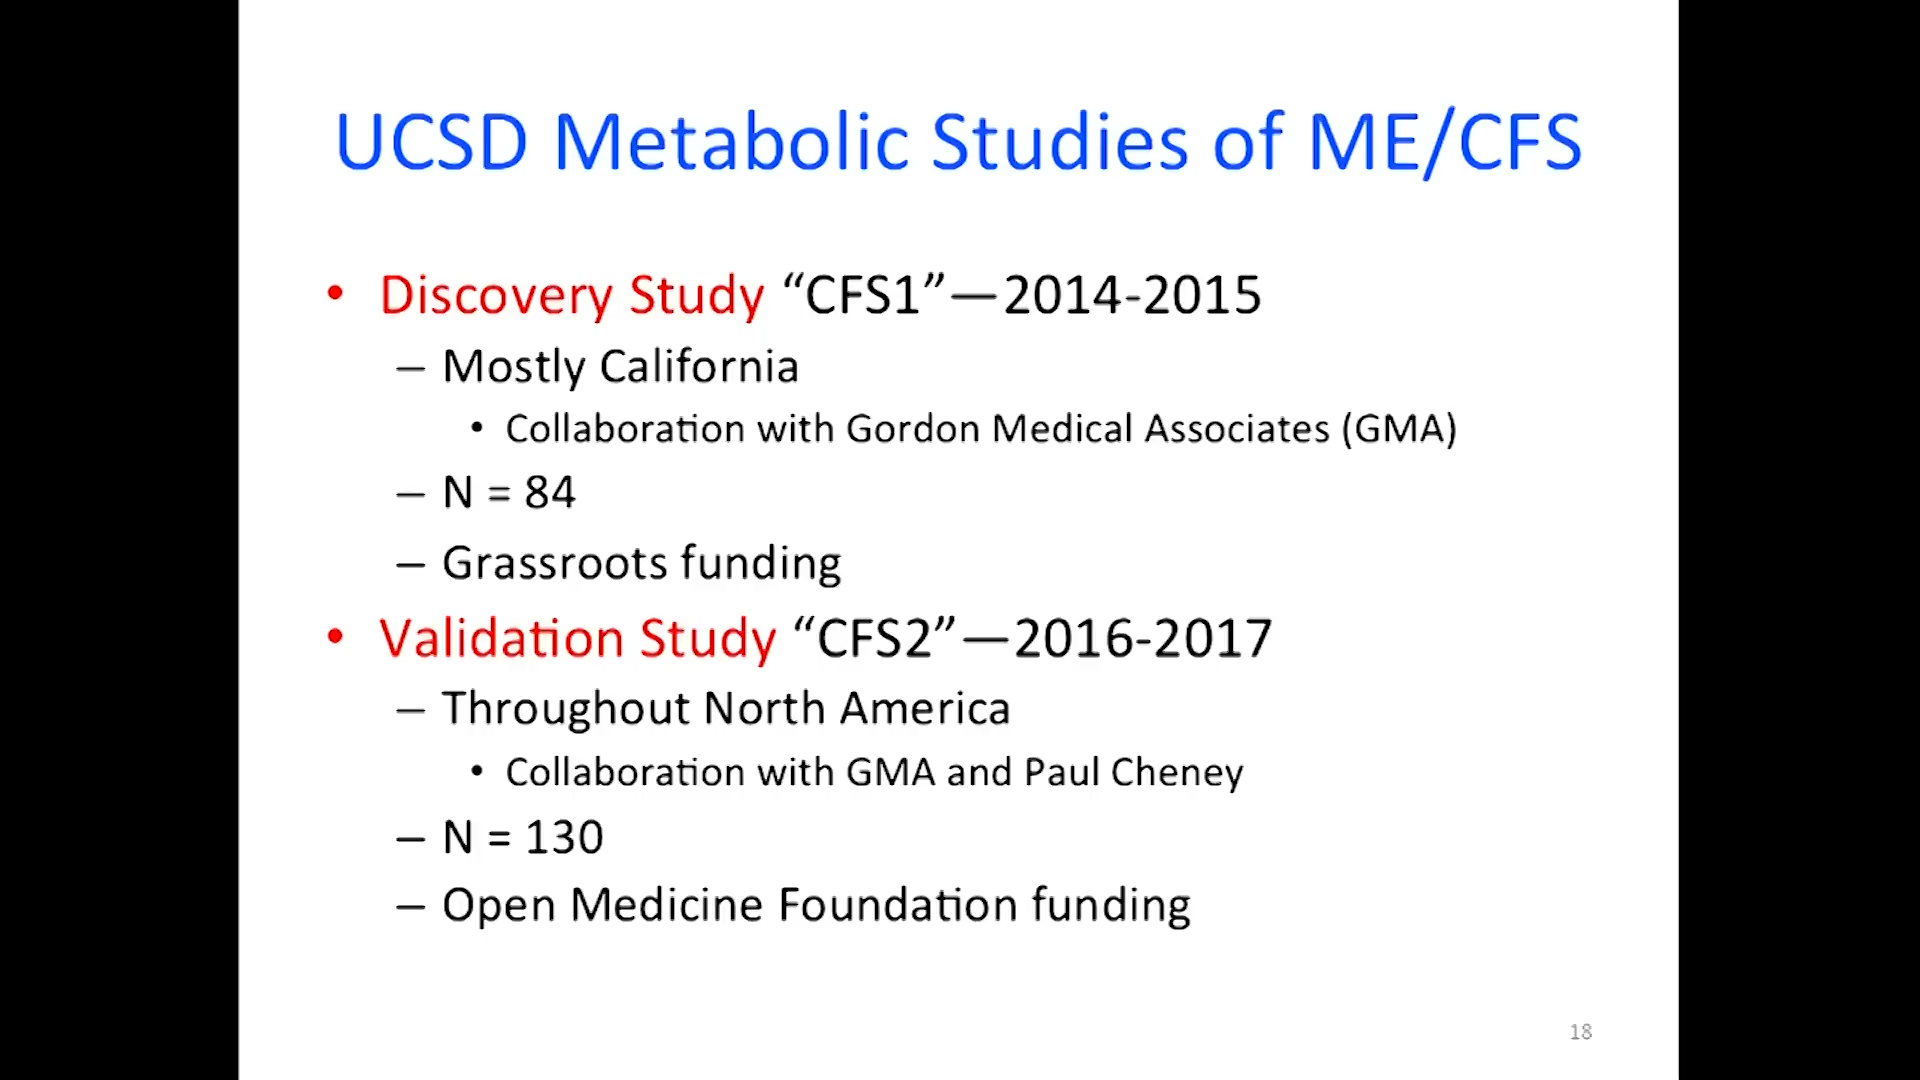 UCSD Metabolic Studies of ME/CFS
• Discovery Study “CFS1”—2014-2015
– Mostly California
• Collaboration with Gordon Medical Associates (GMA)
– N = 84
– Grassroots funding
• Validation Study “CFS2”—2016-2017
– Throughout North America
• Collaboration with GMA and Paul Cheney
– N = 130
– Open Medicine Foundation funding
18